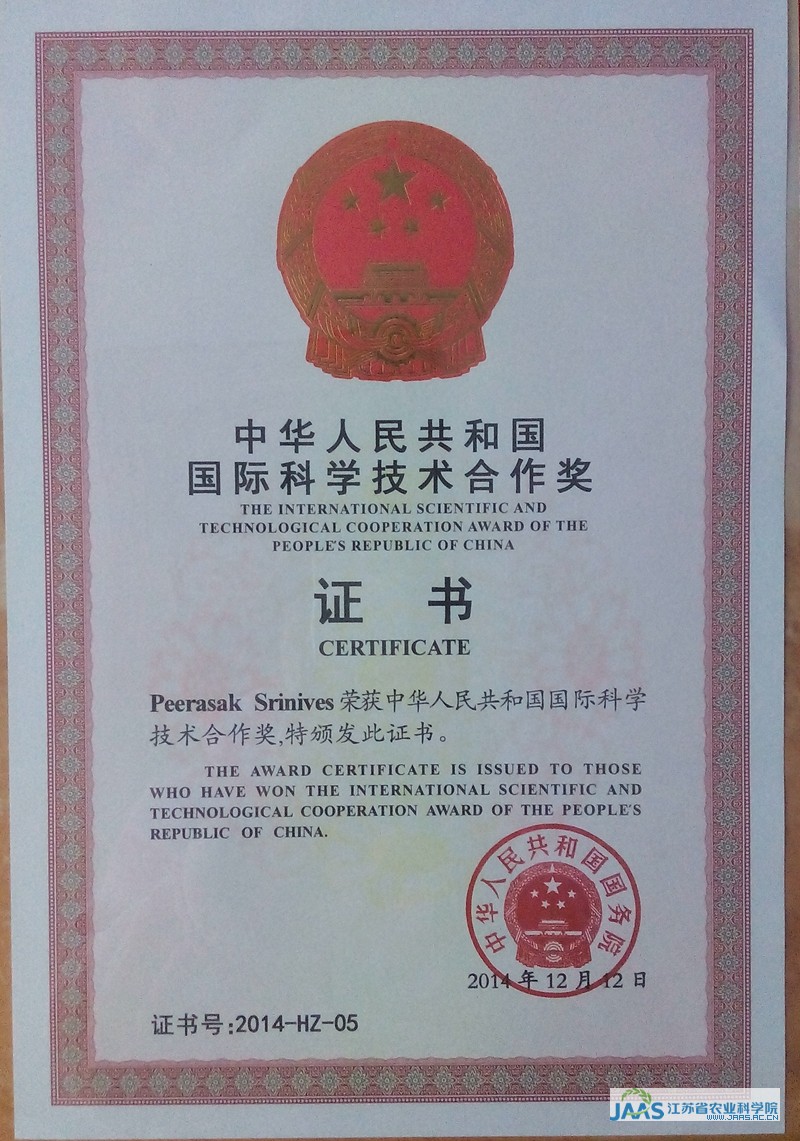 中华人民共和国
国际科学技术合作奖
THE INTERNATIONAL SCIENTIFIC AND
TECHNOLOGICAL COOPERATION AWARD OF THE
PEOPLE'S REPUBLIC OF CHINA
证 书
CERTIFICATE
Peerasak Srinives 荣获中华人民共和国国际科学
技术合作奖,特颁发此证书。
THE AWARD CERTIFICATE IS ISSUED TO THOSE
WHO HAVE WON THE INTERNATIONAL SCIENTIFIC AND
TECHNOLOGICAL COOPERATION AWARD OF THE PEOPLE'S
REPUBLIC OF CHINA.
中华人民共和国国务院
2014 年 12 月 12 日
证书号:2014-HZ-05
JAAS 江苏省农业科学院
WWW.JAAS.AC.CN